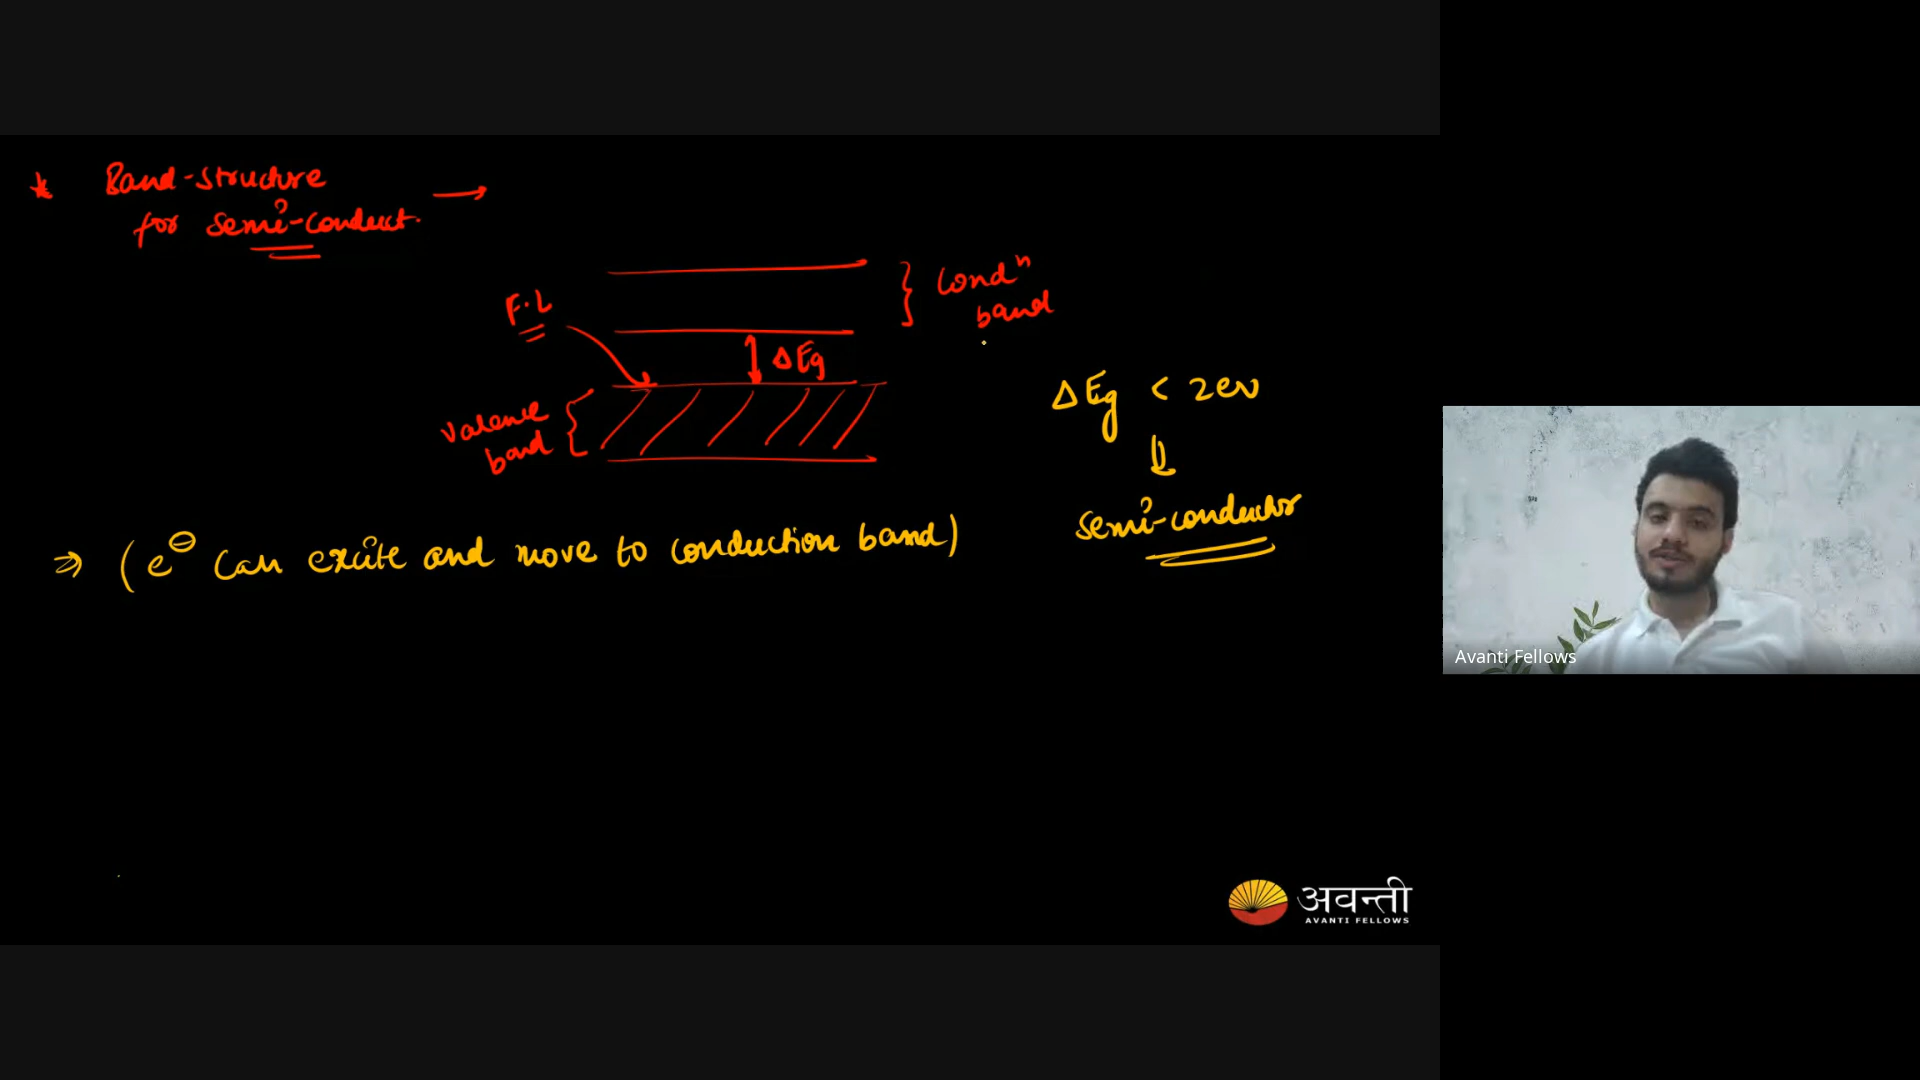 * Band-structure →
for semi-conduct.
F.L
} Condⁿ
band
ΔEg
Valence
band {
ΔEg < 2ev
⇓
semi-conductor
⇒ (e⊖ can excite and move to conduction band)
Avanti Fellows
अवन्ती
AVANTI FELLOWS